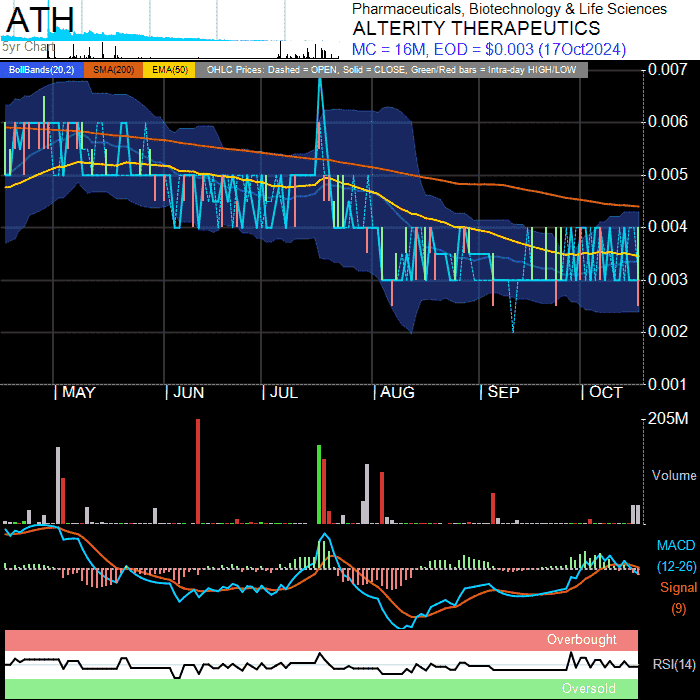 ATH
Pharmaceuticals, Biotechnology & Life Sciences
ALTERITY THERAPEUTICS
5yr Chart
MC = 16M, EOD = $0.003 (17Oct2024)
BollBands(20,2) SMA(200) EMA(50) OHLC Prices: Dashed = OPEN, Solid = CLOSE, Green/Red bars = Intra-day HIGH/LOW
0.007
0.006
0.005
0.004
0.003
0.002
0.001
MAY JUN JUL AUG SEP OCT
205M
Volume
MACD
(12-26)
Signal
(9)
Overbought
RSI(14)
Oversold